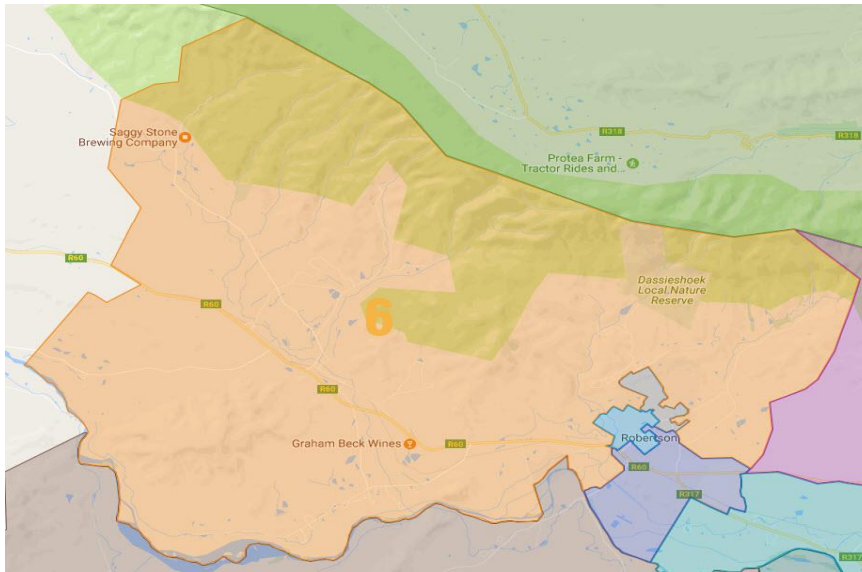 R318
R318
Saggy Stone
Brewing Company
Protea Farm -
Tractor Rides and...
R60
Dassieshoek
Local Nature
Reserve
R60
6
R60
Graham Beck Wines
R60
Robertson
R60
R317
R317